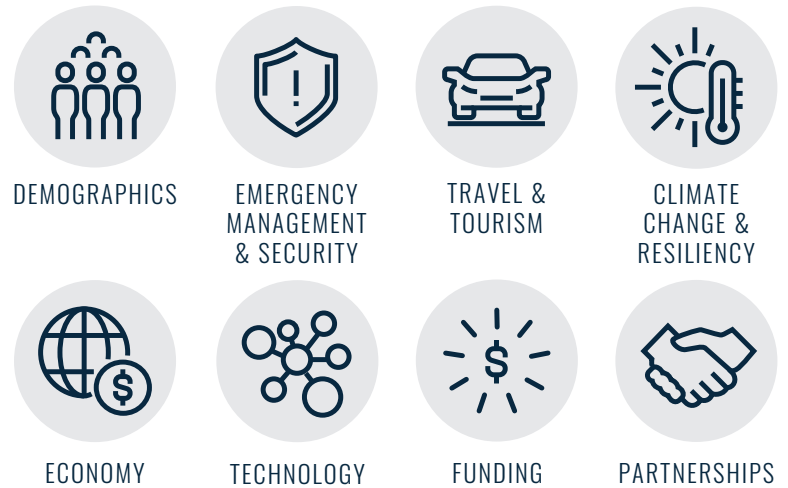 DEMOGRAPHICS
EMERGENCY
MANAGEMENT
& SECURITY
TRAVEL &
TOURISM
CLIMATE
CHANGE &
RESILIENCY
$
ECONOMY
TECHNOLOGY
$
FUNDING
PARTNERSHIPS